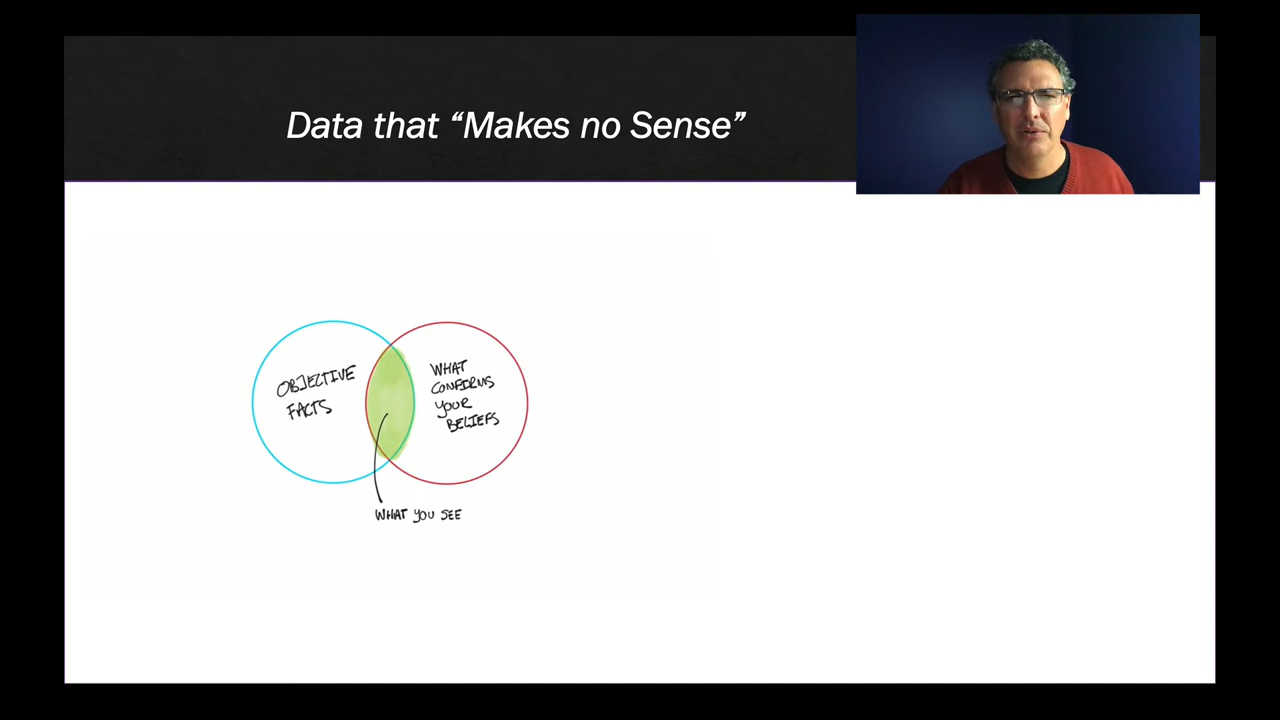 Data that “Makes no Sense”
OBJECTIVE
FACTS
WHAT
CONFIRMS
YOUR
BELIEFS
WHAT YOU SEE